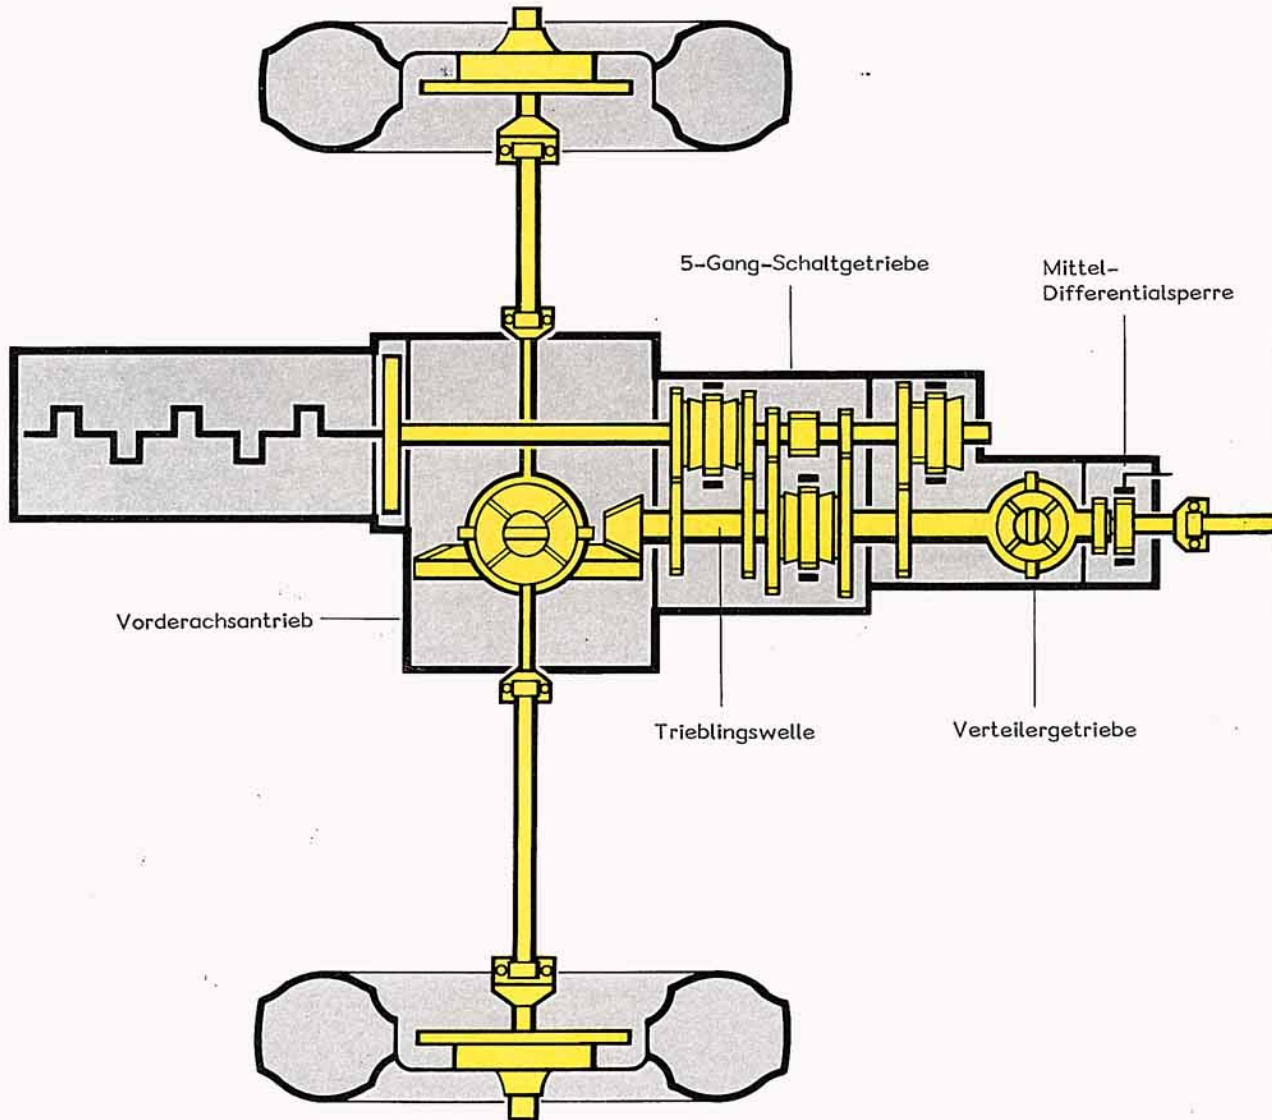 5-Gang-Schaltgetriebe
Mittel-
Differentialsperre
Vorderachsantrieb
Trieblingswelle
Verteilergetriebe